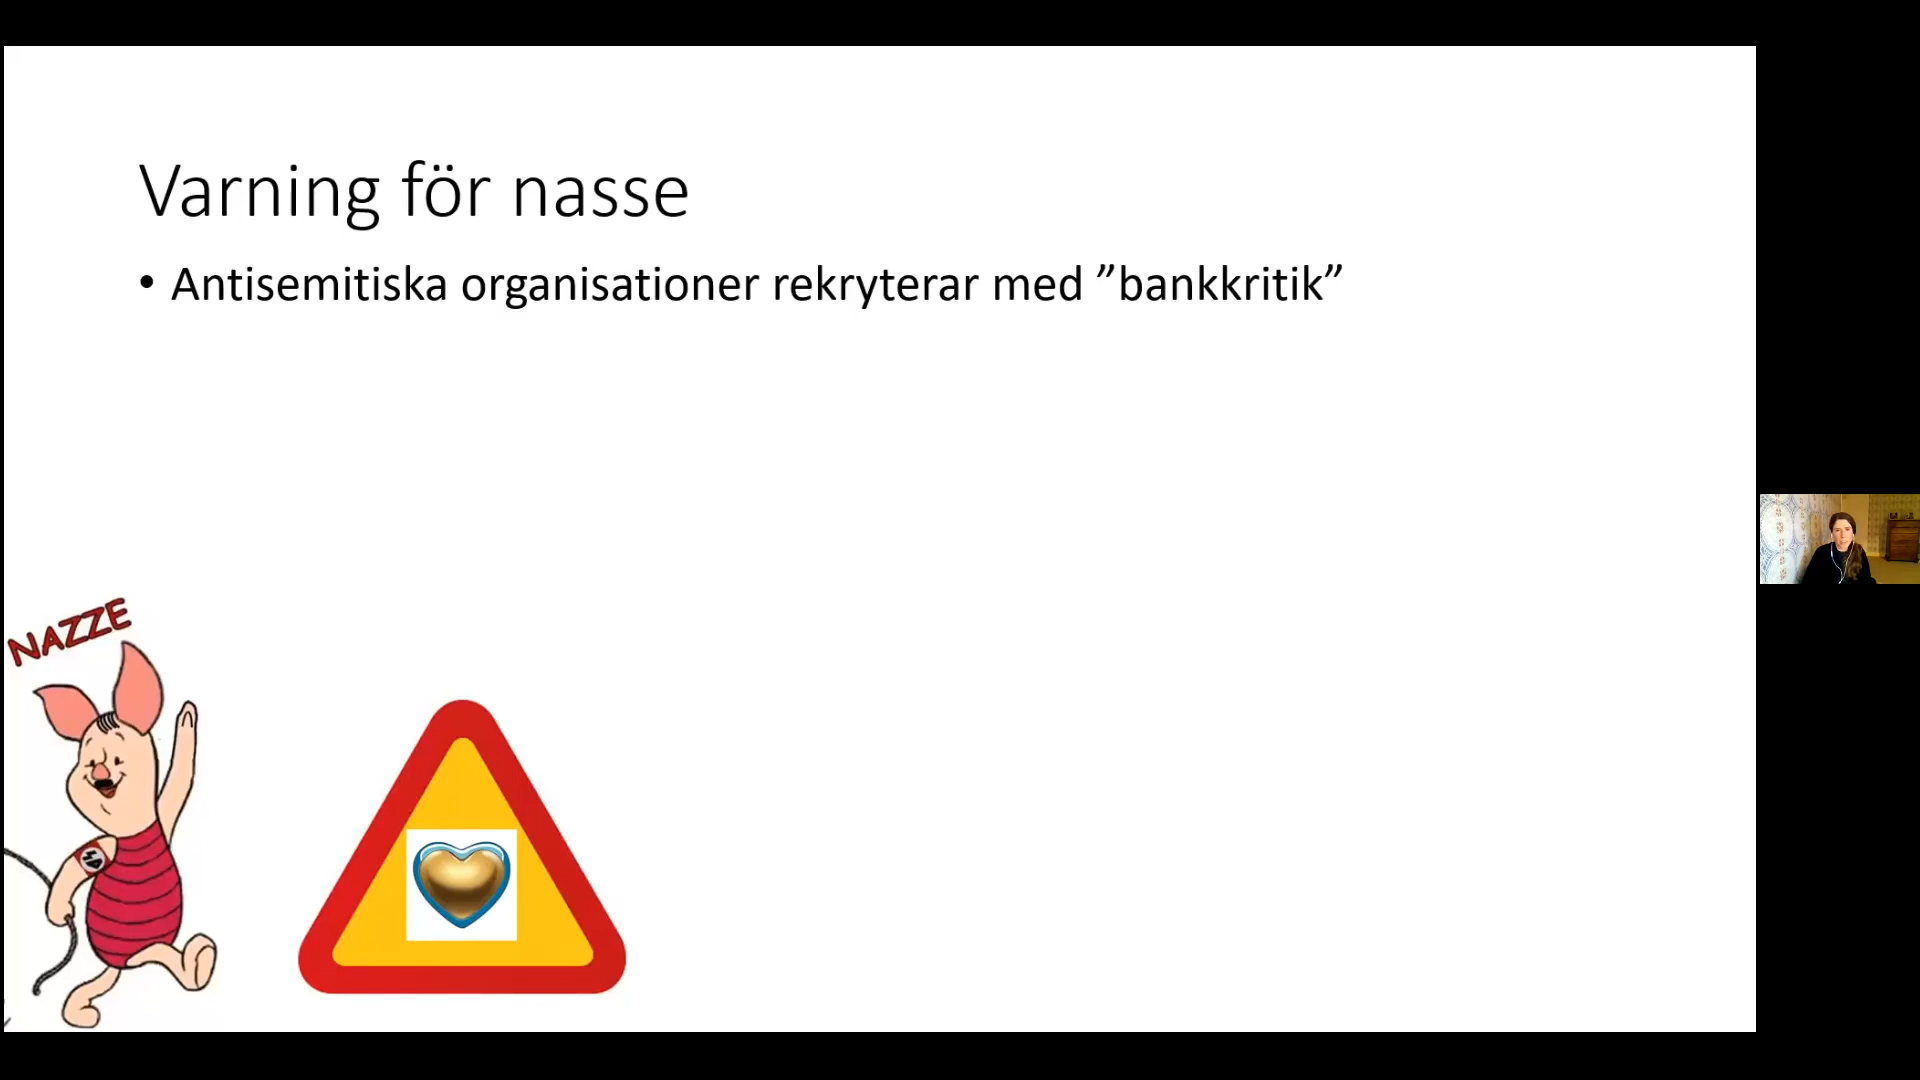 Varning för nasse
• Antisemitiska organisationer rekryterar med ”bankkritik”
NAZZE